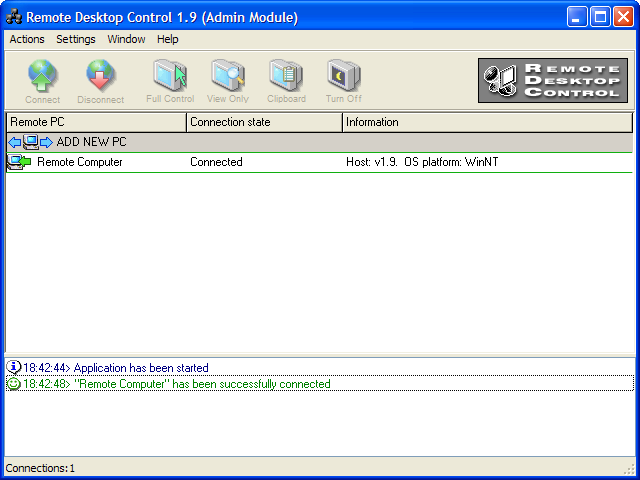 Remote Desktop Control 1.9 (Admin Module)
Actions Settings Window Help
Connect Disconnect Full Control View Only Clipboard Turn Off
REMOTE
DESKTOP
CONTROL
Remote PC Connection state Information
ADD NEW PC
Remote Computer Connected Host: v1.9. OS platform: WinNT
18:42:44> Application has been started
18:42:48> "Remote Computer" has been successfully connected
Connections:1